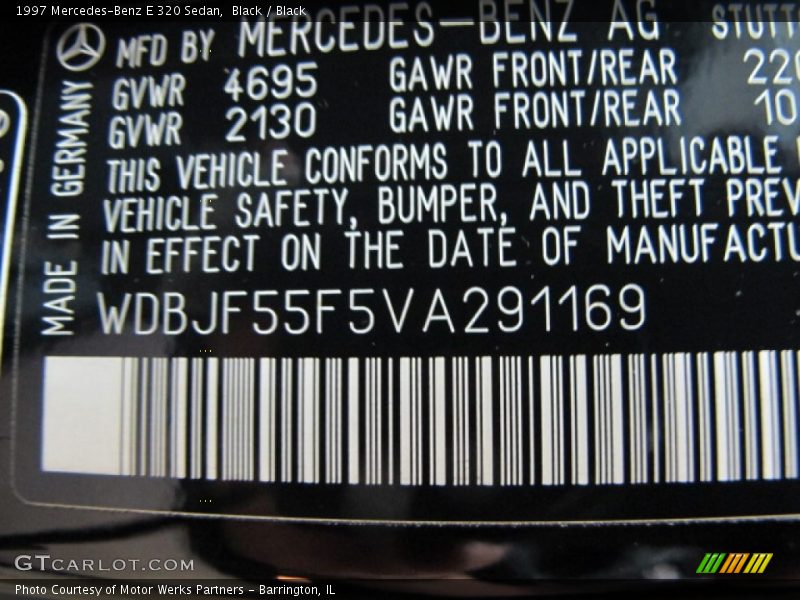 1997 Mercedes-Benz E 320 Sedan, Black / Black
MFD BY MERCEDES-BENZ AG
GVWR 4695 GAWR FRONT/REAR
GVWR 2130 GAWR FRONT/REAR 10
THIS VEHICLE CONFORMS TO ALL APPLICABLE
VEHICLE SAFETY, BUMPER, AND THEFT PREV
IN EFFECT ON THE DATE OF MANUFACTU
MADE IN GERMANY
WDBJF55F5VA291169
GTCARLOT.COM
Photo Courtesy of Motor Werks Partners - Barrington, IL